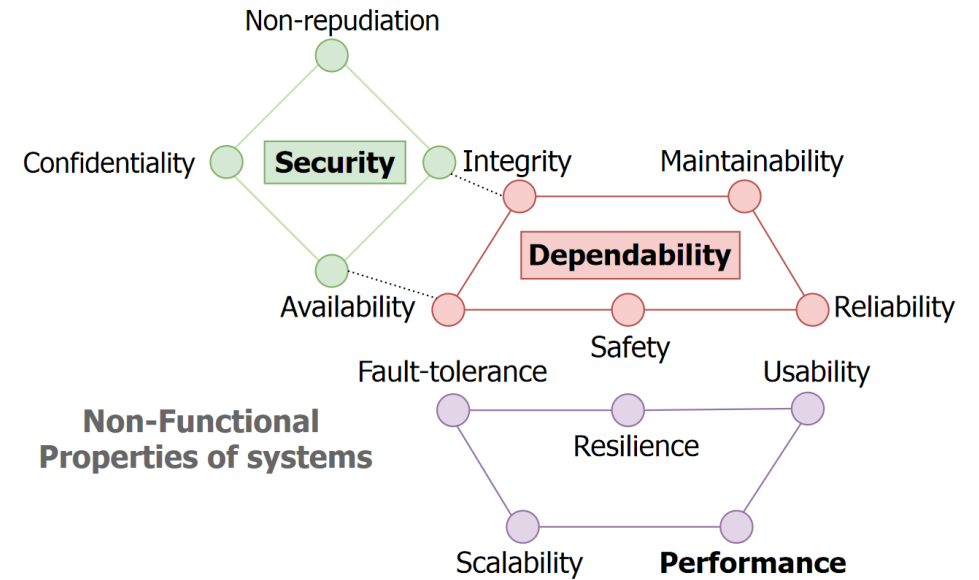 Non-repudiation
Confidentiality
Security
Integrity
Maintainability
Dependability
Availability
Reliability
Safety
Fault-tolerance
Usability
Non-Functional
Properties of systems
Resilience
Scalability
Performance